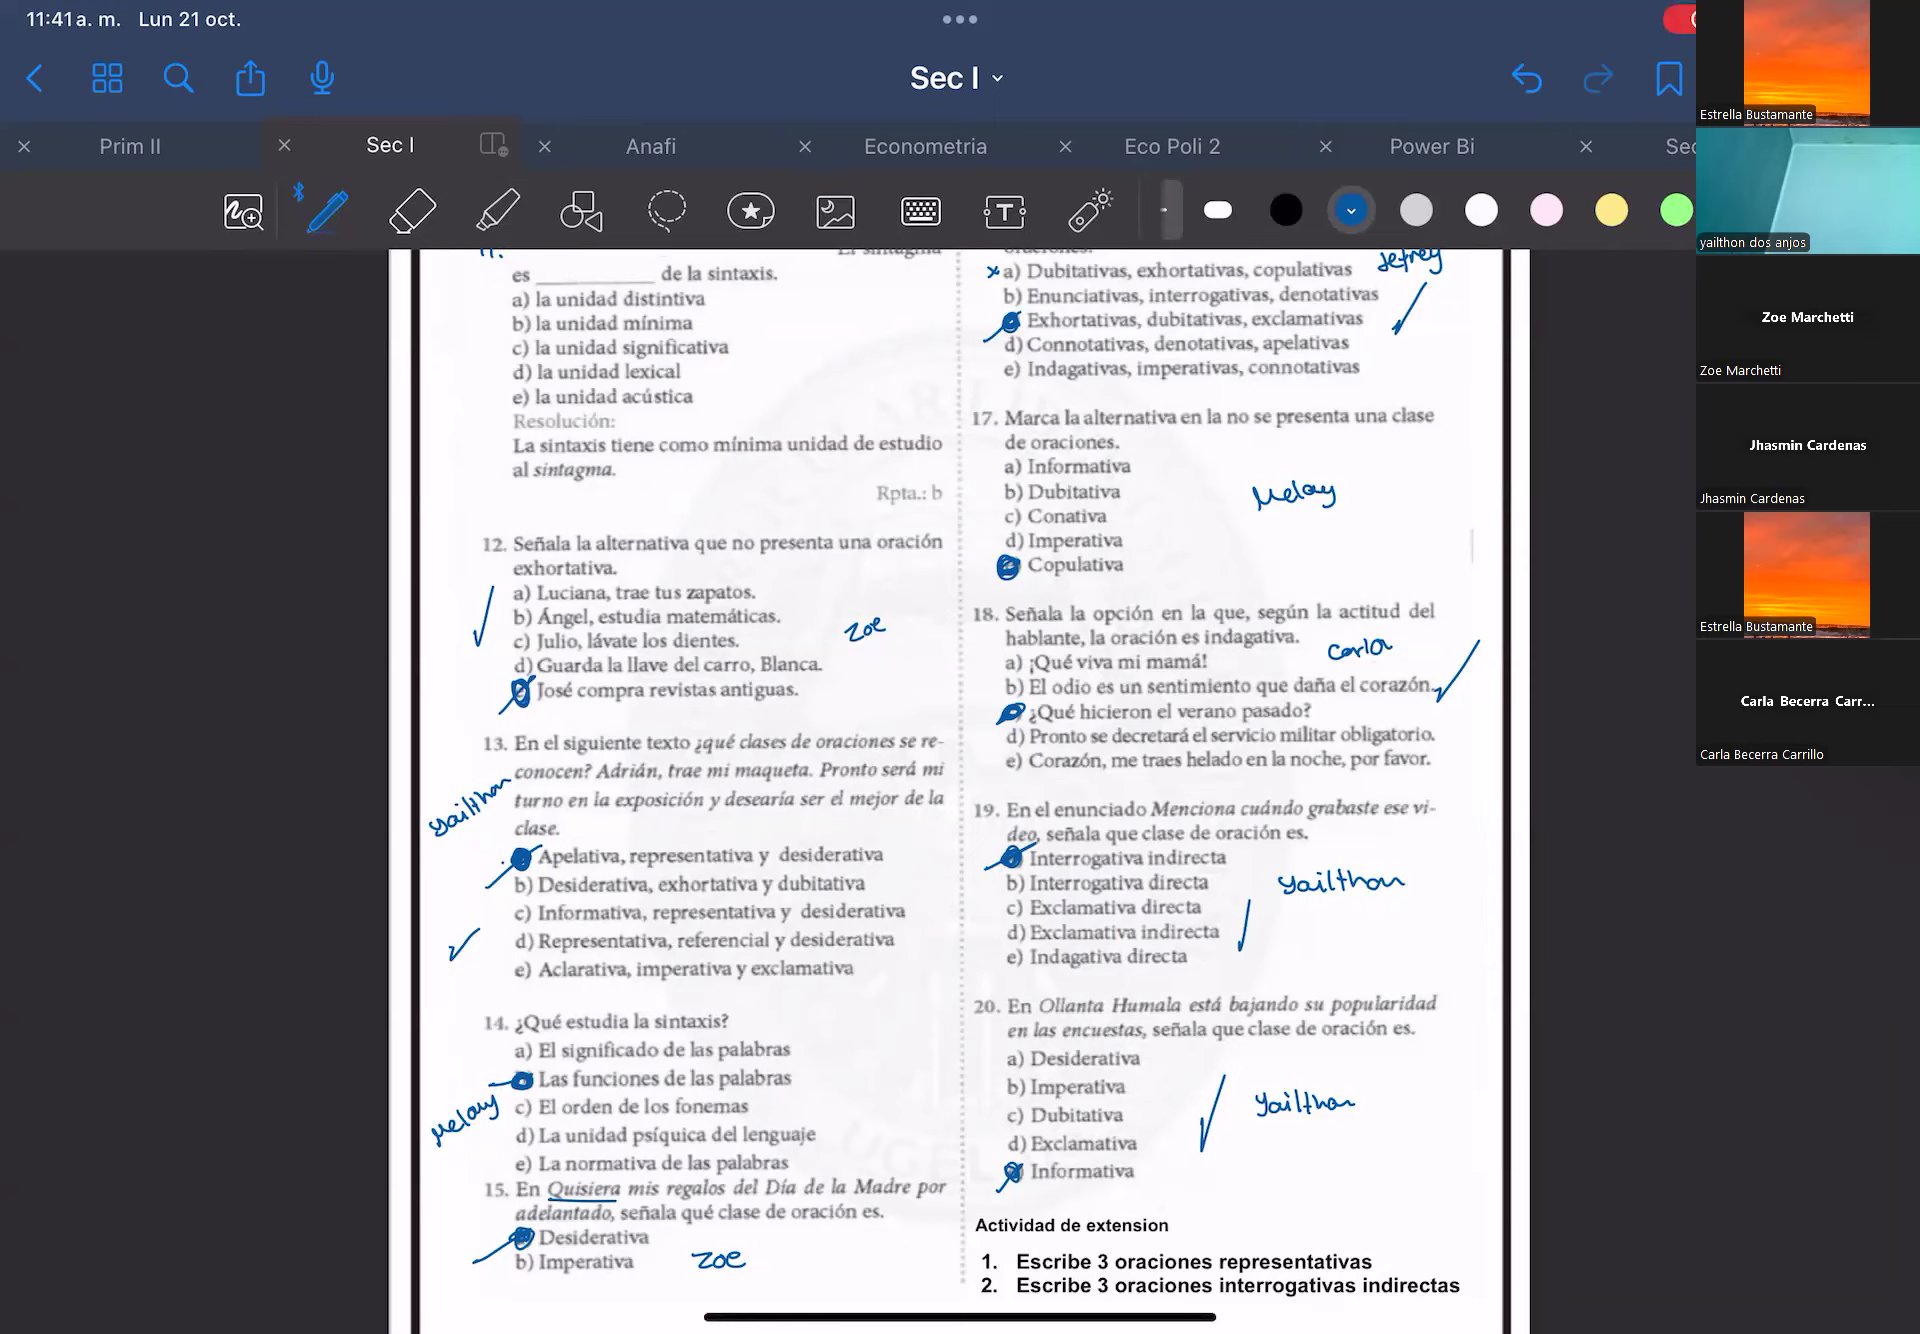 11:41 a. m. Lun 21 oct.
Sec I
Prim II
Sec I
Anafi
Econometria
Eco Poli 2
Power Bi
Sec
es __________ de la sintaxis.
a) la unidad distintiva
b) la unidad mínima
c) la unidad significativa
d) la unidad lexical
e) la unidad acústica
Resolución:
La sintaxis tiene como mínima unidad de estudio
al sintagma.
Rpta.: b
12. Señala la alternativa que no presenta una oración
exhortativa.
a) Luciana, trae tus zapatos.
b) Ángel, estudia matemáticas.
c) Julio, lávate los dientes.
zoe
d) Guarda la llave del carro, Blanca.
José compra revistas antiguas.
13. En el siguiente texto ¿qué clases de oraciones se re-
conocen? Adrián, trae mi maqueta. Pronto será mi
yailthon
turno en la exposición y desearía ser el mejor de la
clase.
Apelativa, representativa y desiderativa
b) Desiderativa, exhortativa y dubitativa
c) Informativa, representativa y desiderativa
d) Representativa, referencial y desiderativa
e) Aclarativa, imperativa y exclamativa
14. ¿Qué estudia la sintaxis?
a) El significado de las palabras
Las funciones de las palabras
Melany
c) El orden de los fonemas
d) La unidad psíquica del lenguaje
e) La normativa de las palabras
15. En Quisiera mis regalos del Día de la Madre por
adelantado, señala qué clase de oración es.
Desiderativa
b) Imperativa
zoe
Jefrey
a) Dubitativas, exhortativas, copulativas
b) Enunciativas, interrogativas, denotativas
Exhortativas, dubitativas, exclamativas
d) Connotativas, denotativas, apelativas
e) Indagativas, imperativas, connotativas
17. Marca la alternativa en la no se presenta una clase
de oraciones.
a) Informativa
b) Dubitativa
Melay
c) Conativa
d) Imperativa
Copulativa
18. Señala la opción en la que, según la actitud del
hablante, la oración es indagativa.
Carla
a) ¡Qué viva mi mamá!
b) El odio es un sentimiento que daña el corazón.
¿Qué hicieron el verano pasado?
d) Pronto se decretará el servicio militar obligatorio.
e) Corazón, me traes helado en la noche, por favor.
19. En el enunciado Menciona cuándo grabaste ese vi-
deo, señala que clase de oración es.
Interrogativa indirecta
b) Interrogativa directa
yailthon
c) Exclamativa directa
d) Exclamativa indirecta
e) Indagativa directa
20. En Ollanta Humala está bajando su popularidad
en las encuestas, señala que clase de oración es.
a) Desiderativa
b) Imperativa
yailthon
c) Dubitativa
d) Exclamativa
Informativa
Actividad de extension
1. Escribe 3 oraciones representativas
2. Escribe 3 oraciones interrogativas indirectas
Estrella Bustamante
yailthon dos anjos
Zoe Marchetti
Zoe Marchetti
Jhasmin Cardenas
Jhasmin Cardenas
Estrella Bustamante
Carla Becerra Carr...
Carla Becerra Carrillo